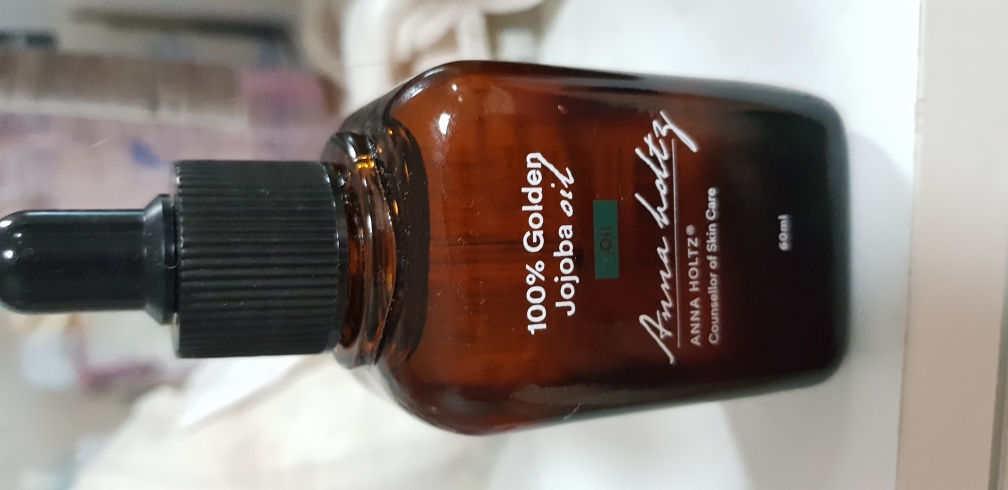 100% Golden
Jojoba oil
Oil
Anna holtz
ANNA HOLTZ®
Counsellor of Skin Care
60ml